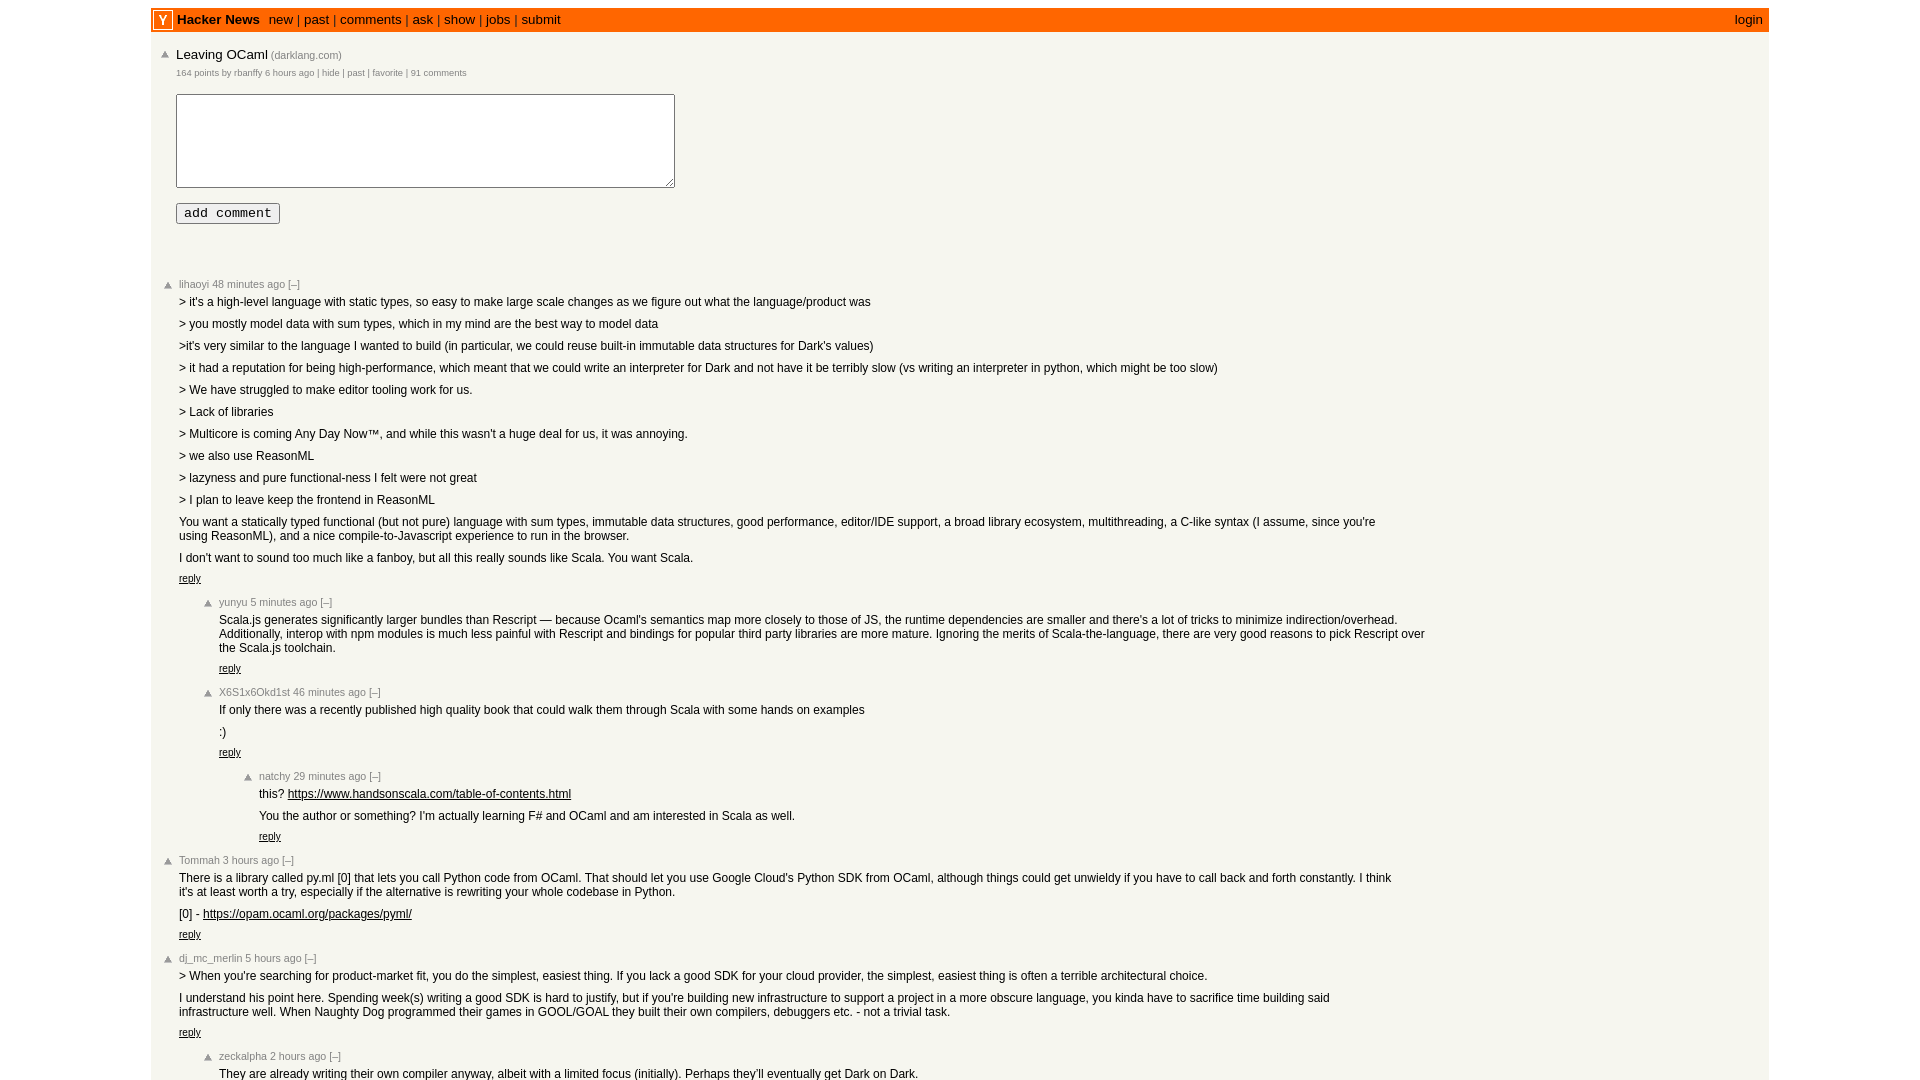 Y Hacker News new | past | comments | ask | show | jobs | submit login
Leaving OCaml (darklang.com)
164 points by rbanffy 6 hours ago | hide | past | favorite | 91 comments
add comment
lihaoyi 48 minutes ago [–]
> it's a high-level language with static types, so easy to make large scale changes as we figure out what the language/product was
> you mostly model data with sum types, which in my mind are the best way to model data
>it's very similar to the language I wanted to build (in particular, we could reuse built-in immutable data structures for Dark's values)
> it had a reputation for being high-performance, which meant that we could write an interpreter for Dark and not have it be terribly slow (vs writing an interpreter in python, which might be too slow)
> We have struggled to make editor tooling work for us.
> Lack of libraries
> Multicore is coming Any Day Now™, and while this wasn't a huge deal for us, it was annoying.
> we also use ReasonML
> lazyness and pure functional-ness I felt were not great
> I plan to leave keep the frontend in ReasonML
You want a statically typed functional (but not pure) language with sum types, immutable data structures, good performance, editor/IDE support, a broad library ecosystem, multithreading, a C-like syntax (I assume, since you're
using ReasonML), and a nice compile-to-Javascript experience to run in the browser.
I don't want to sound too much like a fanboy, but all this really sounds like Scala. You want Scala.
reply
yunyu 5 minutes ago [–]
Scala.js generates significantly larger bundles than Rescript — because Ocaml's semantics map more closely to those of JS, the runtime dependencies are smaller and there's a lot of tricks to minimize indirection/overhead.
Additionally, interop with npm modules is much less painful with Rescript and bindings for popular third party libraries are more mature. Ignoring the merits of Scala-the-language, there are very good reasons to pick Rescript over
the Scala.js toolchain.
reply
X6S1x6Okd1st 46 minutes ago [–]
If only there was a recently published high quality book that could walk them through Scala with some hands on examples
:)
reply
natchy 29 minutes ago [–]
this? https://www.handsonscala.com/table-of-contents.html
You the author or something? I'm actually learning F# and OCaml and am interested in Scala as well.
reply
Tommah 3 hours ago [–]
There is a library called py.ml [0] that lets you call Python code from OCaml. That should let you use Google Cloud's Python SDK from OCaml, although things could get unwieldy if you have to call back and forth constantly. I think
it's at least worth a try, especially if the alternative is rewriting your whole codebase in Python.
[0] - https://opam.ocaml.org/packages/pyml/
reply
dj_mc_merlin 5 hours ago [–]
> When you're searching for product-market fit, you do the simplest, easiest thing. If you lack a good SDK for your cloud provider, the simplest, easiest thing is often a terrible architectural choice.
I understand his point here. Spending week(s) writing a good SDK is hard to justify, but if you're building new infrastructure to support a project in a more obscure language, you kinda have to sacrifice time building said
infrastructure well. When Naughty Dog programmed their games in GOOL/GOAL they built their own compilers, debuggers etc. - not a trivial task.
reply
zeckalpha 2 hours ago [–]
They are already writing their own compiler anyway, albeit with a limited focus (initially). Perhaps they’ll eventually get Dark on Dark.